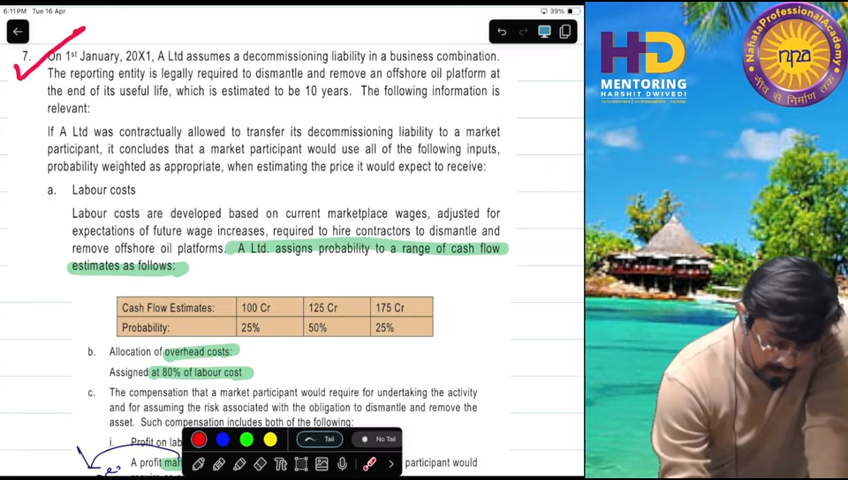 6:11PM Tue 16 Apr
39%
7. On 1st January, 20X1, A Ltd assumes a decommissioning liability in a business combination.
The reporting entity is legally required to dismantle and remove an offshore oil platform at
the end of its useful life, which is estimated to be 10 years. The following information is
relevant:
If A Ltd was contractually allowed to transfer its decommissioning liability to a market
participant, it concludes that a market participant would use all of the following inputs,
probability weighted as appropriate, when estimating the price it would expect to receive:
a. Labour costs
Labour costs are developed based on current marketplace wages, adjusted for
expectations of future wage increases, required to hire contractors to dismantle and
remove offshore oil platforms. A Ltd. assigns probability to a range of cash flow
estimates as follows:
Cash Flow Estimates: 100 Cr 125 Cr 175 Cr
Probability: 25% 50% 25%
b. Allocation of overhead costs:
Assigned at 80% of labour cost
c. The compensation that a market participant would require for undertaking the activity
and for assuming the risk associated with the obligation to dismantle and remove the
asset. Such compensation includes both of the following:
i. Profit on
A profit participant would
Tail
No Tail
HD
MENTORING
HARSHIT DWIVEDI
Nahata Professional Academy
npa
नींव से निर्माण तक